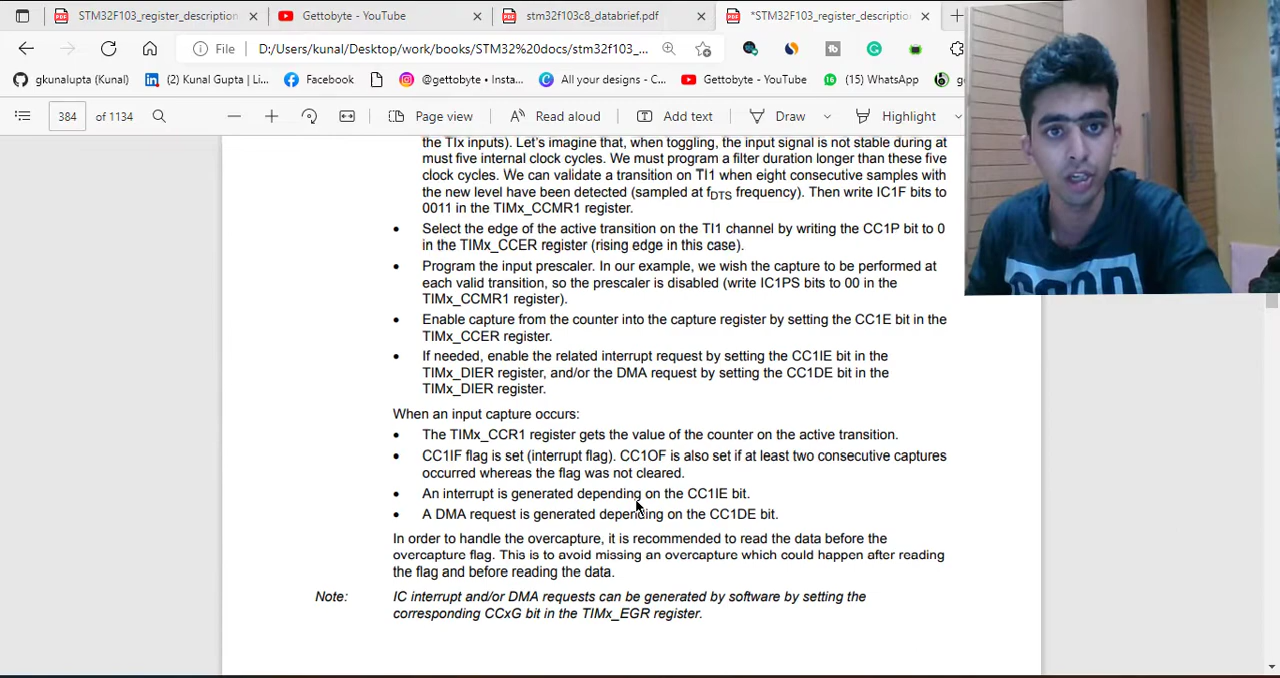 STM32F103_register_description
Gettobyte - YouTube
stm32f103c8_databrief.pdf
*STM32F103_register_descriptio
File
D:/Users/kunal/Desktop/work/books/STM32%20docs/stm32f103_...
gkunalupta (Kunal)
(2) Kunal Gupta | Li...
Facebook
@gettobyte • Insta...
All your designs - C...
Gettobyte - YouTube
(15) WhatsApp
384 of 1134
Page view
Read aloud
Add text
Draw
Highlight
the TIx inputs). Let's imagine that, when toggling, the input signal is not stable during at
must five internal clock cycles. We must program a filter duration longer than these five
clock cycles. We can validate a transition on TI1 when eight consecutive samples with
the new level have been detected (sampled at fDTS frequency). Then write IC1F bits to
0011 in the TIMx_CCMR1 register.
• Select the edge of the active transition on the TI1 channel by writing the CC1P bit to 0
in the TIMx_CCER register (rising edge in this case).
• Program the input prescaler. In our example, we wish the capture to be performed at
each valid transition, so the prescaler is disabled (write IC1PS bits to 00 in the
TIMx_CCMR1 register).
• Enable capture from the counter into the capture register by setting the CC1E bit in the
TIMx_CCER register.
• If needed, enable the related interrupt request by setting the CC1IE bit in the
TIMx_DIER register, and/or the DMA request by setting the CC1DE bit in the
TIMx_DIER register.
When an input capture occurs:
• The TIMx_CCR1 register gets the value of the counter on the active transition.
• CC1IF flag is set (interrupt flag). CC1OF is also set if at least two consecutive captures
occurred whereas the flag was not cleared.
• An interrupt is generated depending on the CC1IE bit.
• A DMA request is generated depending on the CC1DE bit.
In order to handle the overcapture, it is recommended to read the data before the
overcapture flag. This is to avoid missing an overcapture which could happen after reading
the flag and before reading the data.
Note: IC interrupt and/or DMA requests can be generated by software by setting the
corresponding CCxG bit in the TIMx_EGR register.